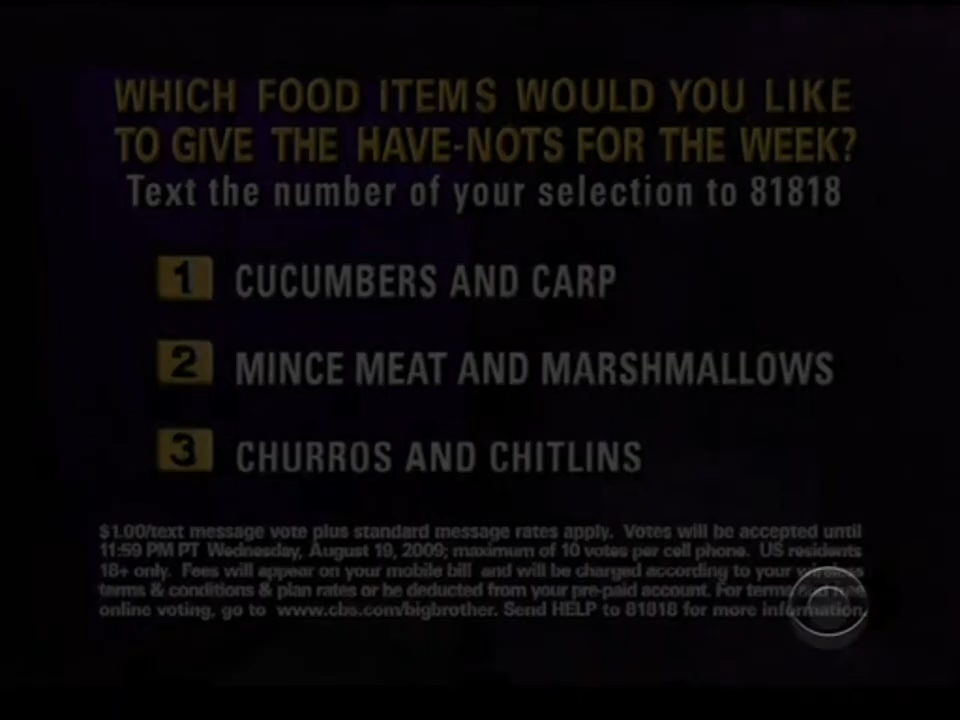 WHICH FOOD ITEMS WOULD YOU LIKE
TO GIVE THE HAVE-NOTS FOR THE WEEK?
Text the number of your selection to 81818
1 CUCUMBERS AND CARP
2 MINCE MEAT AND MARSHMALLOWS
3 CHURROS AND CHITLINS
$1.00/text message vote plus standard message rates apply. Votes will be accepted until
11:59 PM PT Wednesday, August 19, 2009; maximum of 10 votes per cell phone. US residents
18+ only. Fees will appear on your mobile bill and will be charged according to your wireless
terms & conditions & plan rates or be deducted from your pre-paid account. For terms
online voting, go to www.cbs.com/bigbrother. Send HELP to 81818 for more information.